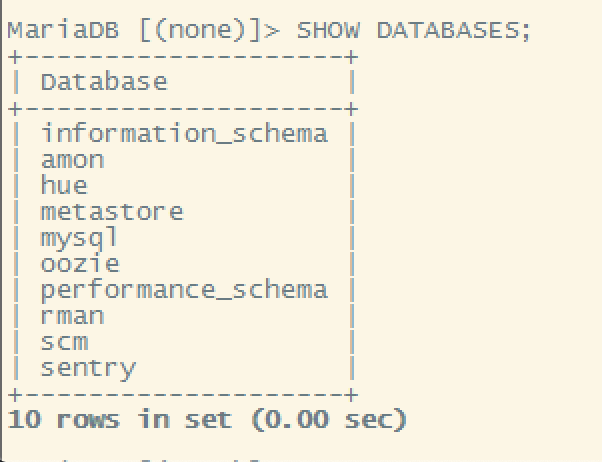 MariaDB [(none)]> SHOW DATABASES;
+--------------------+
| Database           |
+--------------------+
| information_schema |
| amon               |
| hue                |
| metastore          |
| mysql              |
| oozie              |
| performance_schema |
| rman               |
| scm                |
| sentry             |
+--------------------+
10 rows in set (0.00 sec)